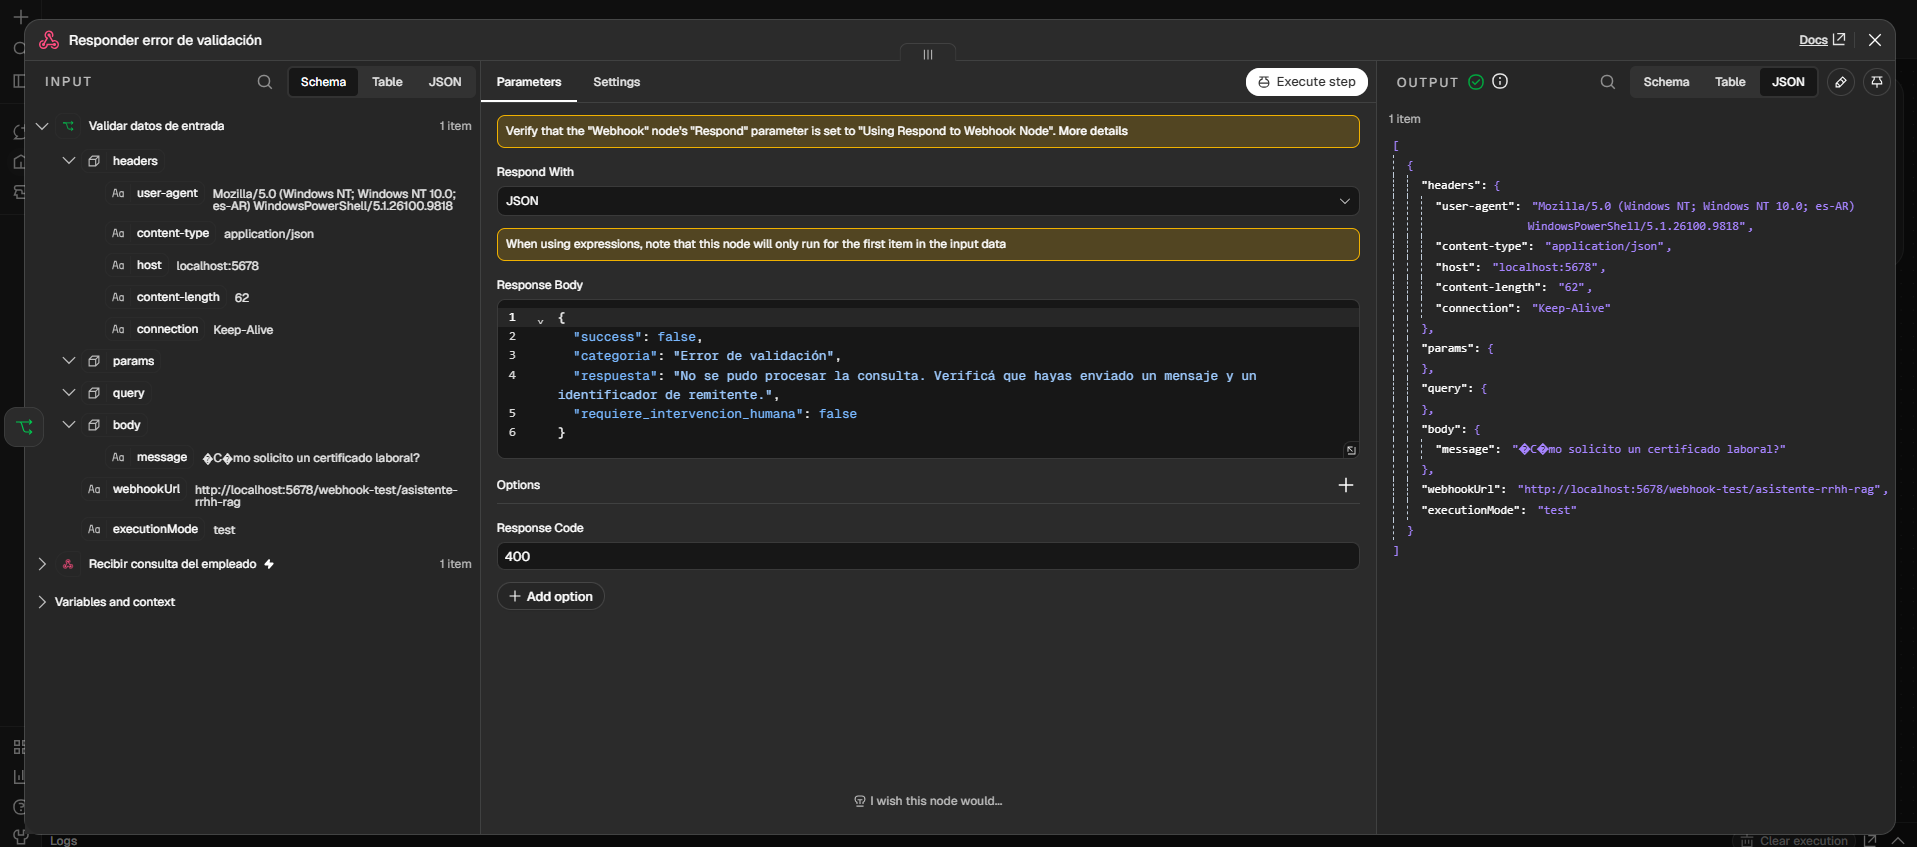 Responder error de validación
Docs
INPUT
Schema
Table
JSON
Validar datos de entrada
1 item
headers
user-agent
Mozilla/5.0 (Windows NT; Windows NT 10.0;
es-AR) WindowsPowerShell/5.1.26100.9818
content-type
application/json
host
localhost:5678
content-length
62
connection
Keep-Alive
params
query
body
message
�C�mo solicito un certificado laboral?
webhookUrl
http://localhost:5678/webhook-test/asistente-
rrhh-rag
executionMode
test
Recibir consulta del empleado
1 item
Variables and context
Parameters
Settings
Execute step
Verify that the "Webhook" node's "Respond" parameter is set to "Using Respond to Webhook Node". More details
Respond With
JSON
When using expressions, note that this node will only run for the first item in the input data
Response Body
1 {
2 "success": false,
3 "categoria": "Error de validación",
4 "respuesta": "No se pudo procesar la consulta. Verificá que hayas enviado un mensaje y un
identificador de remitente.",
5 "requiere_intervencion_humana": false
6 }
Options
Response Code
400
Add option
I wish this node would...
OUTPUT
Schema
Table
JSON
1 item
[
{
"headers": {
"user-agent": "Mozilla/5.0 (Windows NT; Windows NT 10.0; es-AR)
WindowsPowerShell/5.1.26100.9818",
"content-type": "application/json",
"host": "localhost:5678",
"content-length": "62",
"connection": "Keep-Alive"
},
"params": {
},
"query": {
},
"body": {
"message": "�C�mo solicito un certificado laboral?"
},
"webhookUrl": "http://localhost:5678/webhook-test/asistente-rrhh-rag",
"executionMode": "test"
}
]
Logs
Clear execution